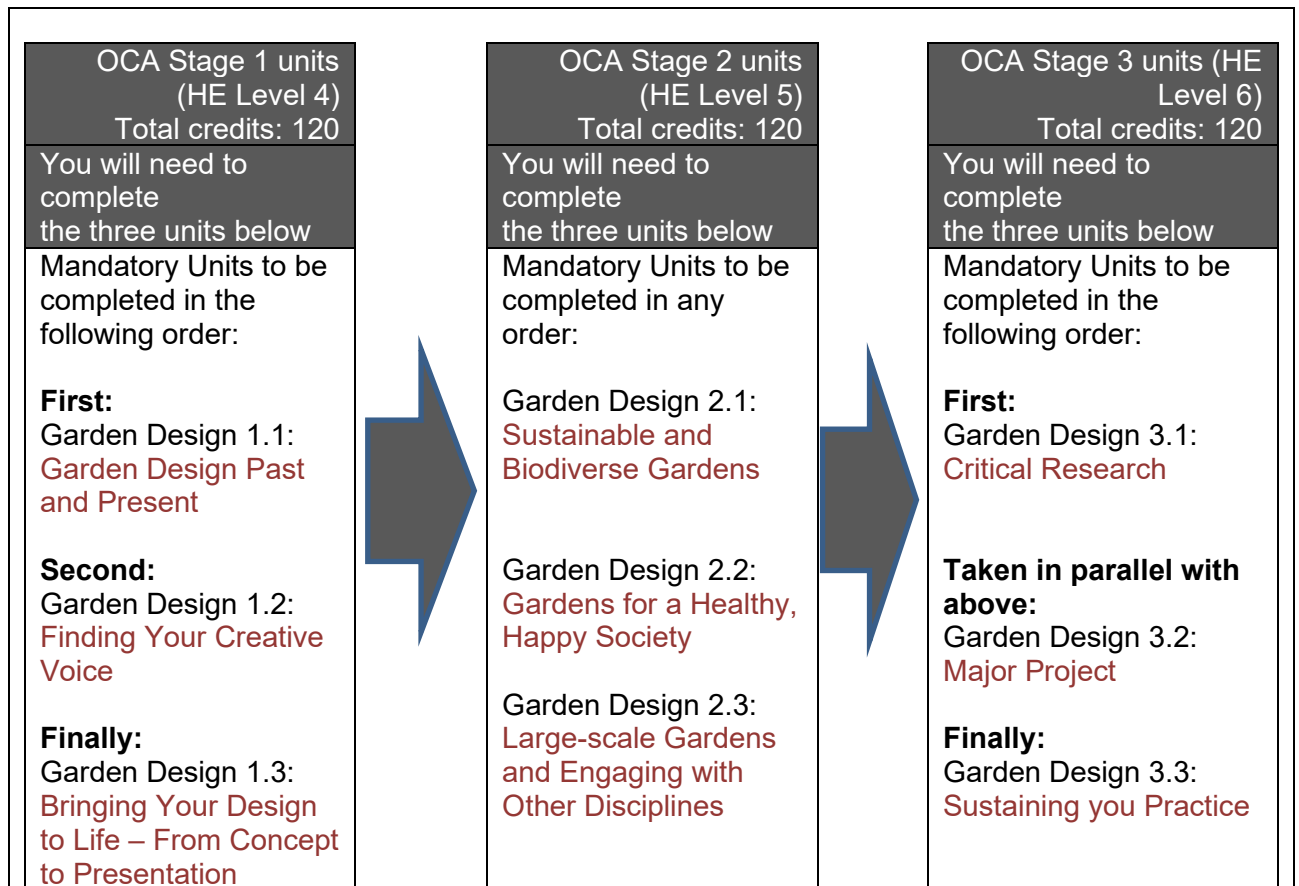 OCA Stage 1 units
(HE Level 4)
Total credits: 120
You will need to
complete
the three units below
Mandatory Units to be
completed in the
following order:
First:
Garden Design 1.1:
Garden Design Past
and Present
Second:
Garden Design 1.2:
Finding Your Creative
Voice
Finally:
Garden Design 1.3:
Bringing Your Design
to Life – From Concept
to Presentation
OCA Stage 2 units
(HE Level 5)
Total credits: 120
You will need to
complete
the three units below
Mandatory Units to be
completed in any
order:
Garden Design 2.1:
Sustainable and
Biodiverse Gardens
Garden Design 2.2:
Gardens for a Healthy,
Happy Society
Garden Design 2.3:
Large-scale Gardens
and Engaging with
Other Disciplines
OCA Stage 3 units (HE
Level 6)
Total credits: 120
You will need to
complete
the three units below
Mandatory Units to be
completed in the
following order:
First:
Garden Design 3.1:
Critical Research
Taken in parallel with
above:
Garden Design 3.2:
Major Project
Finally:
Garden Design 3.3:
Sustaining you Practice